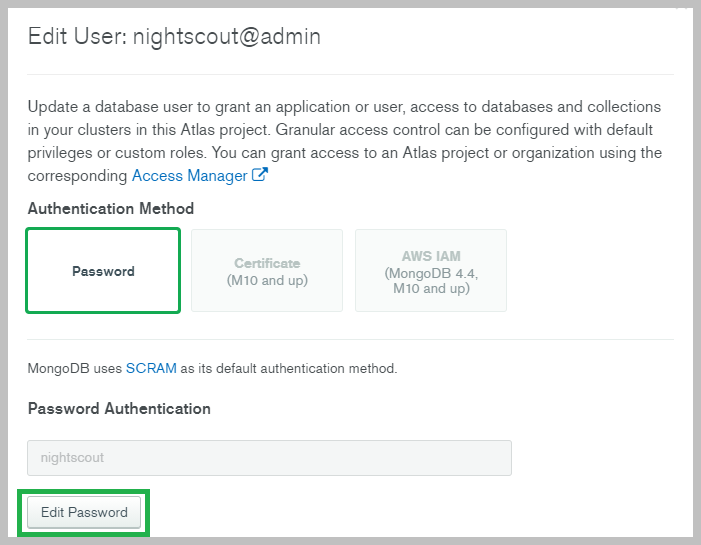 Edit User: nightscout@admin
Update a database user to grant an application or user, access to databases and collections
in your clusters in this Atlas project. Granular access control can be configured with default
privileges or custom roles. You can grant access to an Atlas project or organization using the
corresponding Access Manager
Authentication Method
Password
Certificate
(M10 and up)
AWS IAM
(MongoDB 4.4,
M10 and up)
MongoDB uses SCRAM as its default authentication method.
Password Authentication
nightscout
Edit Password